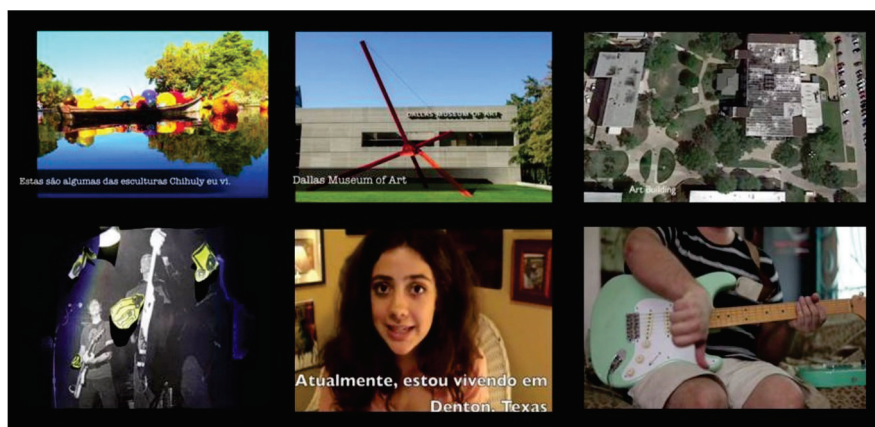 Estas são algumas das esculturas Chihuly eu vi.
DALLAS MUSEUM OF ART
Dallas Museum of Art
Art Building
Atualmente, estou vivendo em
Denton, Texas